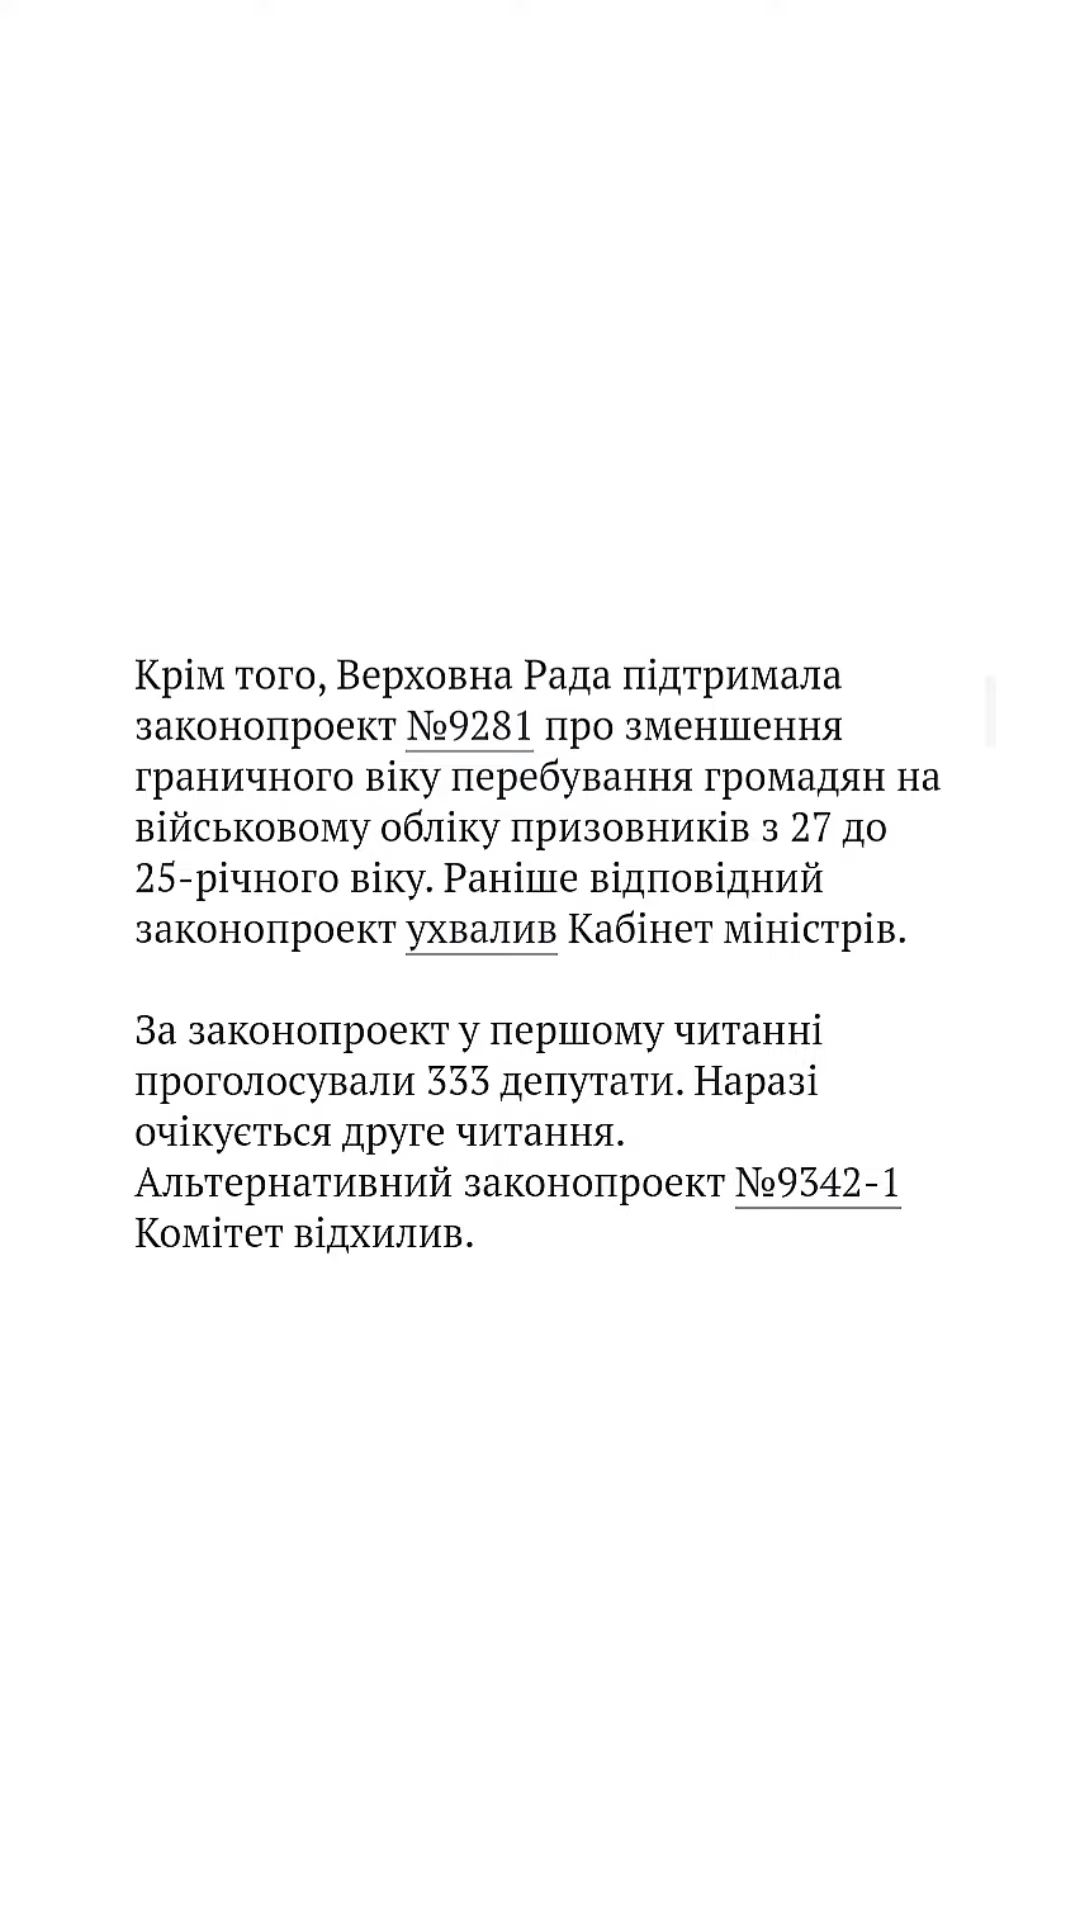 Крім того, Верховна Рада підтримала
законопроект №9281 про зменшення
граничного віку перебування громадян на
військовому обліку призовників з 27 до
25-річного віку. Раніше відповідний
законопроект ухвалив Кабінет міністрів.
За законопроект у першому читанні
проголосували 333 депутати. Наразі
очікується друге читання.
Альтернативний законопроект №9342-1
Комітет відхилив.